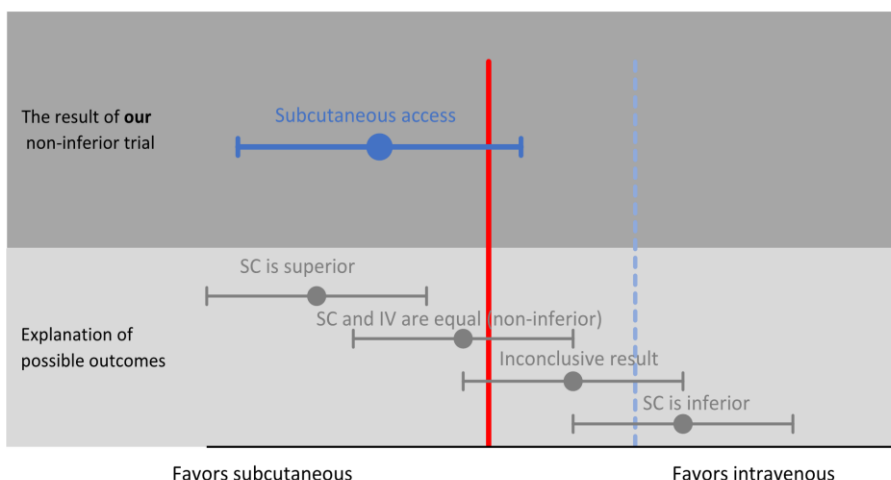 Subcutaneous access
The result of our
non-inferior trial
SC is superior
SC and IV are equal (non-inferior)
Explanation of
possible outcomes
Inconclusive result
SC is inferior
Favors subcutaneous
Favors intravenous